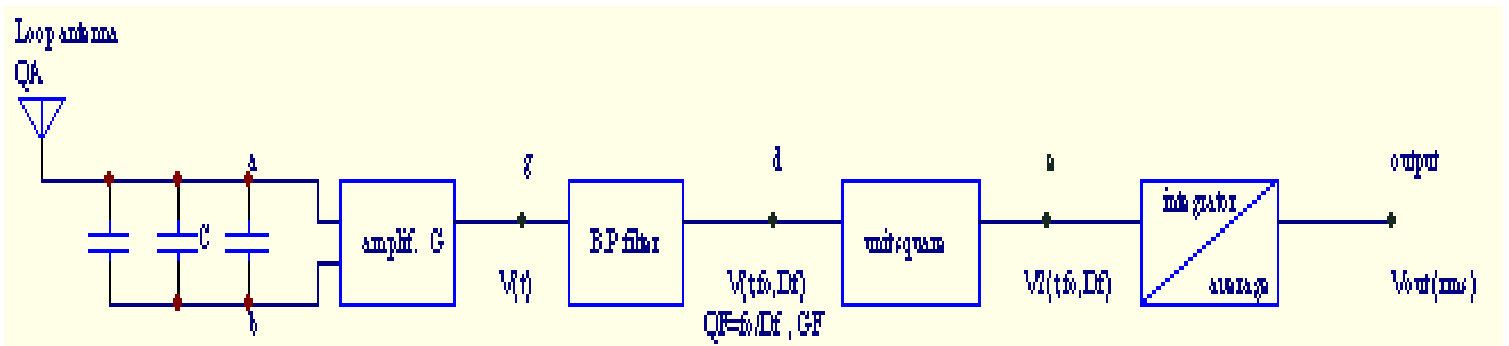 Loop antenna
QA
a
g
d
output
C
amplif. G
BP filter
unit square
integrator
average
V(t)
V(t,fo,Df)
V2(t,fo,Df)
Vout(rms)
QF=fo/Df , GF
b